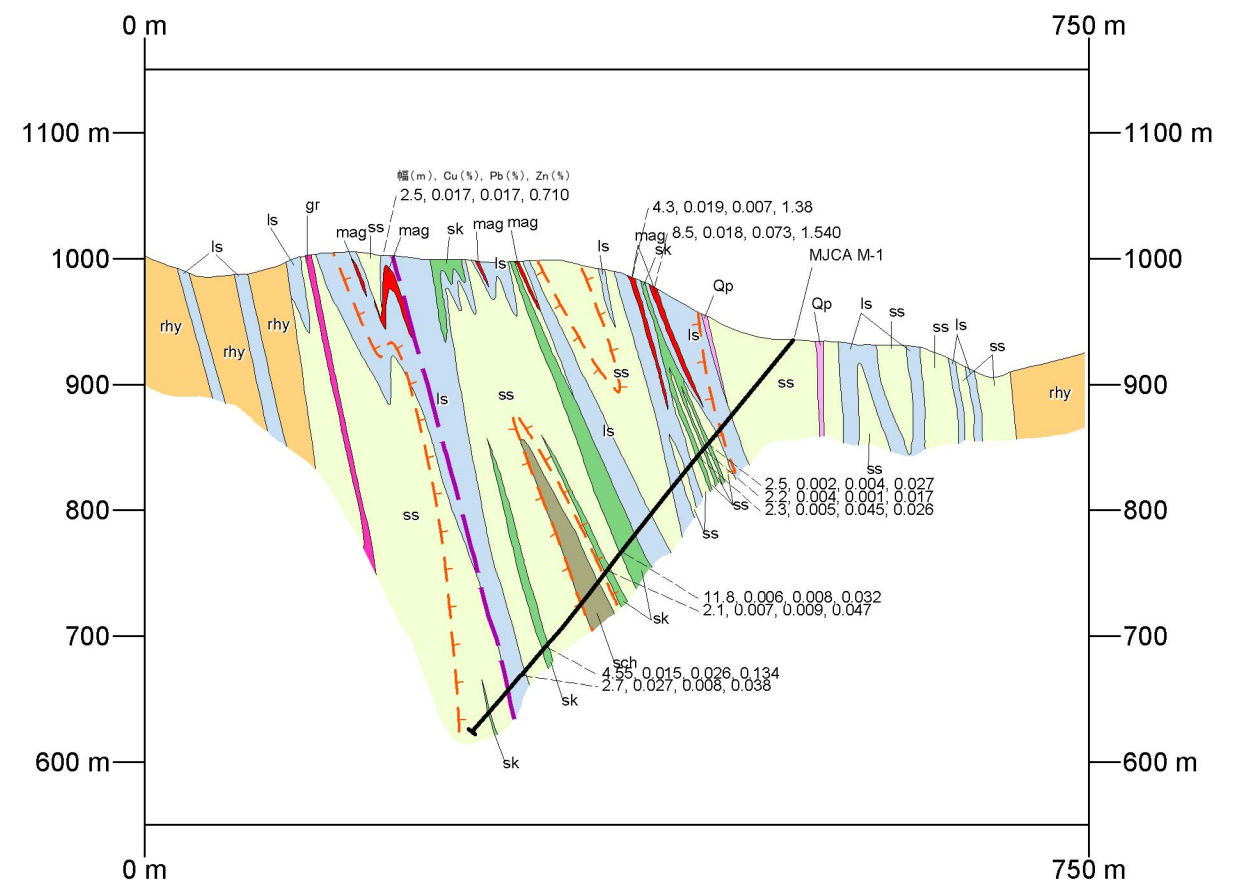 0 m
750 m
1100 m
1100 m
幅(m), Cu(%), Pb(%), Zn(%)
2.5, 0.017, 0.017, 0.710
gr
ls
ls
mag
ss
mag
sk
mag
mag
ls
4.3, 0.019, 0.007, 1.38
mag
8.5, 0.018, 0.073, 1.540
sk
ls
MJCA M-1
1000 m
1000 m
Qp
Qp
ls
ss
ss
ls
ss
rhy
rhy
rhy
ls
ss
900 m
900 m
ls
ss
ss
rhy
ls
ss
2.5, 0.002, 0.004, 0.027
2.2, 0.004, 0.001, 0.017
2.3, 0.005, 0.045, 0.026
ss
800 m
800 m
ss
ss
11.8, 0.006, 0.008, 0.032
2.1, 0.007, 0.009, 0.047
sk
700 m
700 m
sch
4.55, 0.015, 0.026, 0.134
2.7, 0.027, 0.008, 0.038
sk
600 m
sk
600 m
0 m
750 m